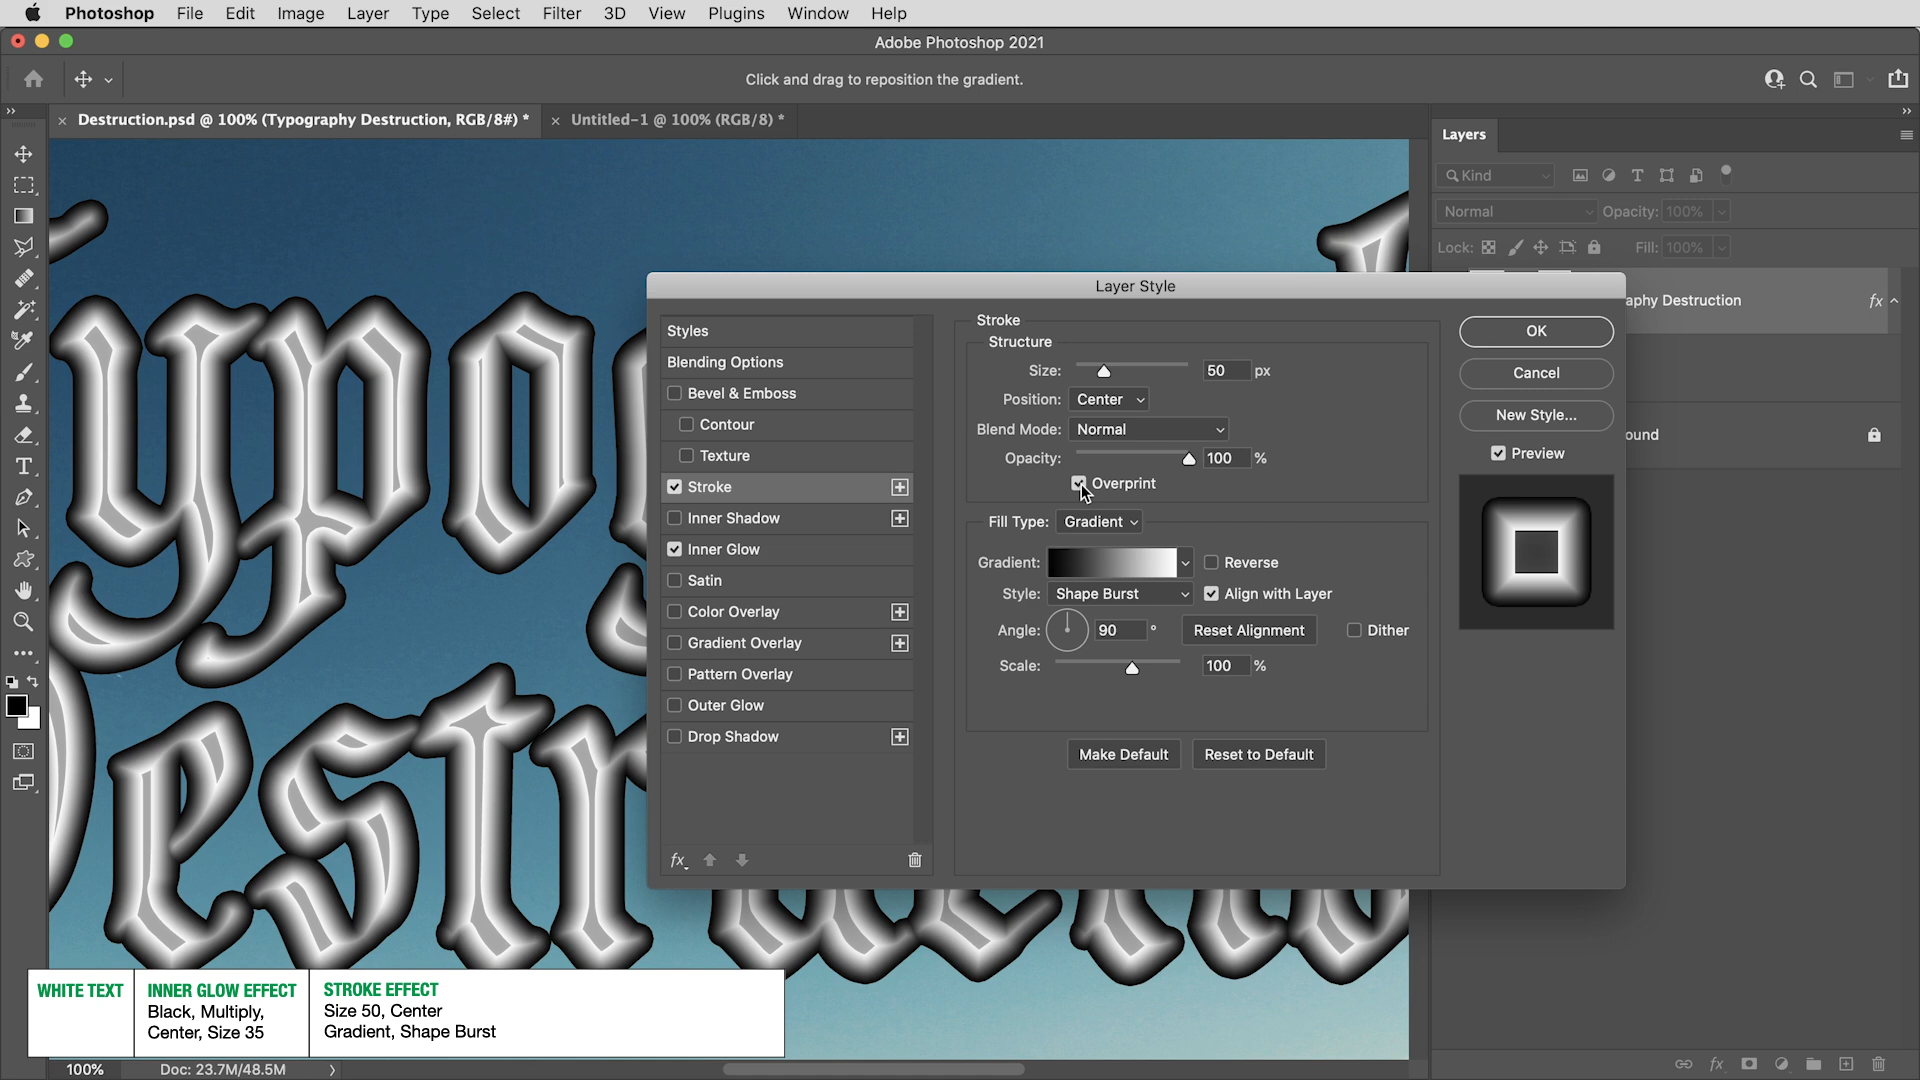 Photoshop File Edit Image Layer Type Select Filter 3D View Plugins Window Help
Adobe Photoshop 2021
Click and drag to reposition the gradient.
Destruction.psd @ 100% (Typography Destruction, RGB/8#) *
Untitled-1 @ 100% (RGB/8) *
Layers
Kind
Normal
Opacity: 100%
Lock:
Fill: 100%
aphy Destruction
fx
ound
ypog
estr
Layer Style
Styles
Blending Options
Bevel & Emboss
Contour
Texture
Stroke
Inner Shadow
Inner Glow
Satin
Color Overlay
Gradient Overlay
Pattern Overlay
Outer Glow
Drop Shadow
fx
Stroke
Structure
Size: 50 px
Position: Center
Blend Mode: Normal
Opacity: 100 %
Overprint
Fill Type: Gradient
Gradient: Reverse
Style: Shape Burst Align with Layer
Angle: 90 ° Reset Alignment Dither
Scale: 100 %
Make Default Reset to Default
OK
Cancel
New Style...
Preview
WHITE TEXT
INNER GLOW EFFECT
Black, Multiply,
Center, Size 35
STROKE EFFECT
Size 50, Center
Gradient, Shape Burst
100% Doc: 23.7M/48.5M
fx